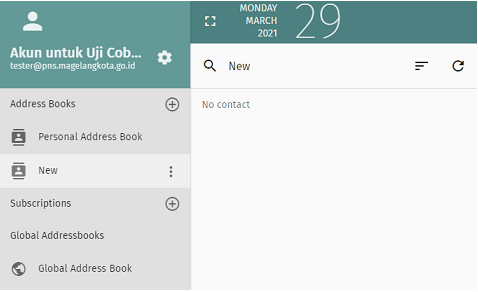 Akun untuk Uji Cob...
tester@pns.magelangkota.go.id
MONDAY
MARCH
2021
29
Address Books
Personal Address Book
New
Subscriptions
Global Addressbooks
Global Address Book
New
No contact